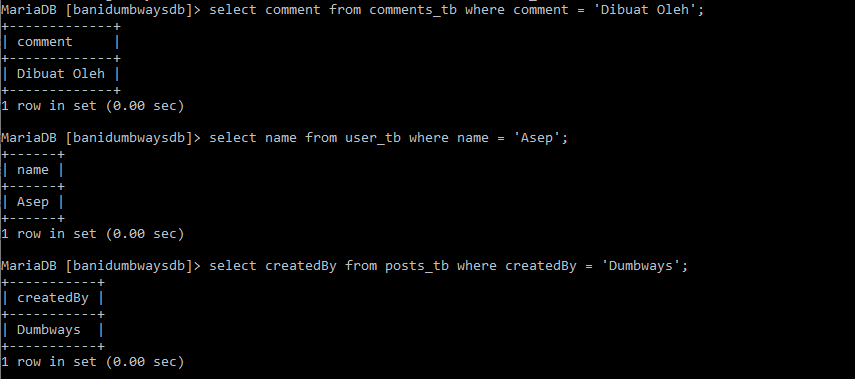 MariaDB [banidumbwaysdb]> select comment from comments_tb where comment = 'Dibuat Oleh';
+-------------+
| comment     |
+-------------+
| Dibuat Oleh |
+-------------+
1 row in set (0.00 sec)

MariaDB [banidumbwaysdb]> select name from user_tb where name = 'Asep';
+------+
| name |
+------+
| Asep |
+------+
1 row in set (0.00 sec)

MariaDB [banidumbwaysdb]> select createdBy from posts_tb where createdBy = 'Dumbways';
+-----------+
| createdBy |
+-----------+
| Dumbways  |
+-----------+
1 row in set (0.00 sec)